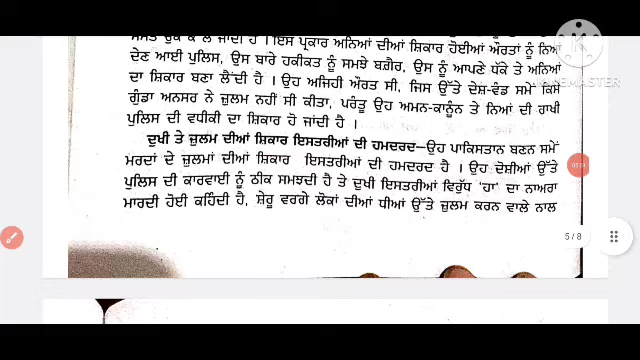 ਲੈ ਜਾਂਦੀ ਹੈ । ਇਸ ਪ੍ਰਕਾਰ ਅਨਿਆਂ ਦੀਆਂ ਸ਼ਿਕਾਰ ਹੋਈਆਂ ਔਰਤਾਂ ਨੂੰ ਨਿਆਂ
ਦੇਣ ਆਈ ਪੁਲਿਸ, ਉਸ ਬਾਰੇ ਹਕੀਕਤ ਨੂੰ ਸਮਝੇ ਬਗ਼ੈਰ, ਉਸ ਨੂੰ ਆਪਣੇ ਧੱਕੇ ਤੇ ਅਨਿਆਂ
ਦਾ ਸ਼ਿਕਾਰ ਬਣਾ ਲੈਂਦੀ ਹੈ । ਉਹ ਅਜਿਹੀ ਔਰਤ ਸੀ, ਜਿਸ ਉੱਤੇ ਦੇਸ਼-ਵੰਡ ਸਮੇਂ ਕਿਸੇ
ਗੁੰਡਾ ਅਨਸਰ ਨੇ ਜ਼ੁਲਮ ਨਹੀਂ ਸੀ ਕੀਤਾ, ਪਰੰਤੂ ਉਹ ਅਮਨ-ਕਾਨੂੰਨ ਤੇ ਨਿਆਂ ਦੀ ਰਾਖੀ
ਪੁਲਿਸ ਦੀ ਵਧੀਕੀ ਦਾ ਸ਼ਿਕਾਰ ਹੋ ਜਾਂਦੀ ਹੈ ।
ਦੁਖੀ ਤੇ ਜ਼ੁਲਮ ਦੀਆਂ ਸ਼ਿਕਾਰ ਇਸਤਰੀਆਂ ਦੀ ਹਮਦਰਦ–ਉਹ ਪਾਕਿਸਤਾਨ ਬਣਨ ਸਮੇਂ
ਮਰਦਾਂ ਦੇ ਜ਼ੁਲਮਾਂ ਦੀਆਂ ਸ਼ਿਕਾਰ ਇਸਤਰੀਆਂ ਦੀ ਹਮਦਰਦ ਹੈ । ਉਹ ਦੋਸ਼ੀਆਂ ਉੱਤੇ
ਪੁਲਿਸ ਦੀ ਕਾਰਵਾਈ ਨੂੰ ਠੀਕ ਸਮਝਦੀ ਹੈ ਤੇ ਦੁਖੀ ਇਸਤਰੀਆਂ ਵਿਰੁੱਧ 'ਹਾ' ਦਾ ਨਾਅਰਾ
ਮਾਰਦੀ ਹੋਈ ਕਹਿੰਦੀ ਹੈ, ਸ਼ੇਰੂ ਵਰਗੇ ਲੋਕਾਂ ਦੀਆਂ ਧੀਆਂ ਉੱਤੇ ਜ਼ੁਲਮ ਕਰਨ ਵਾਲੇ ਨਾਲ
5 / 8
KINEMASTER